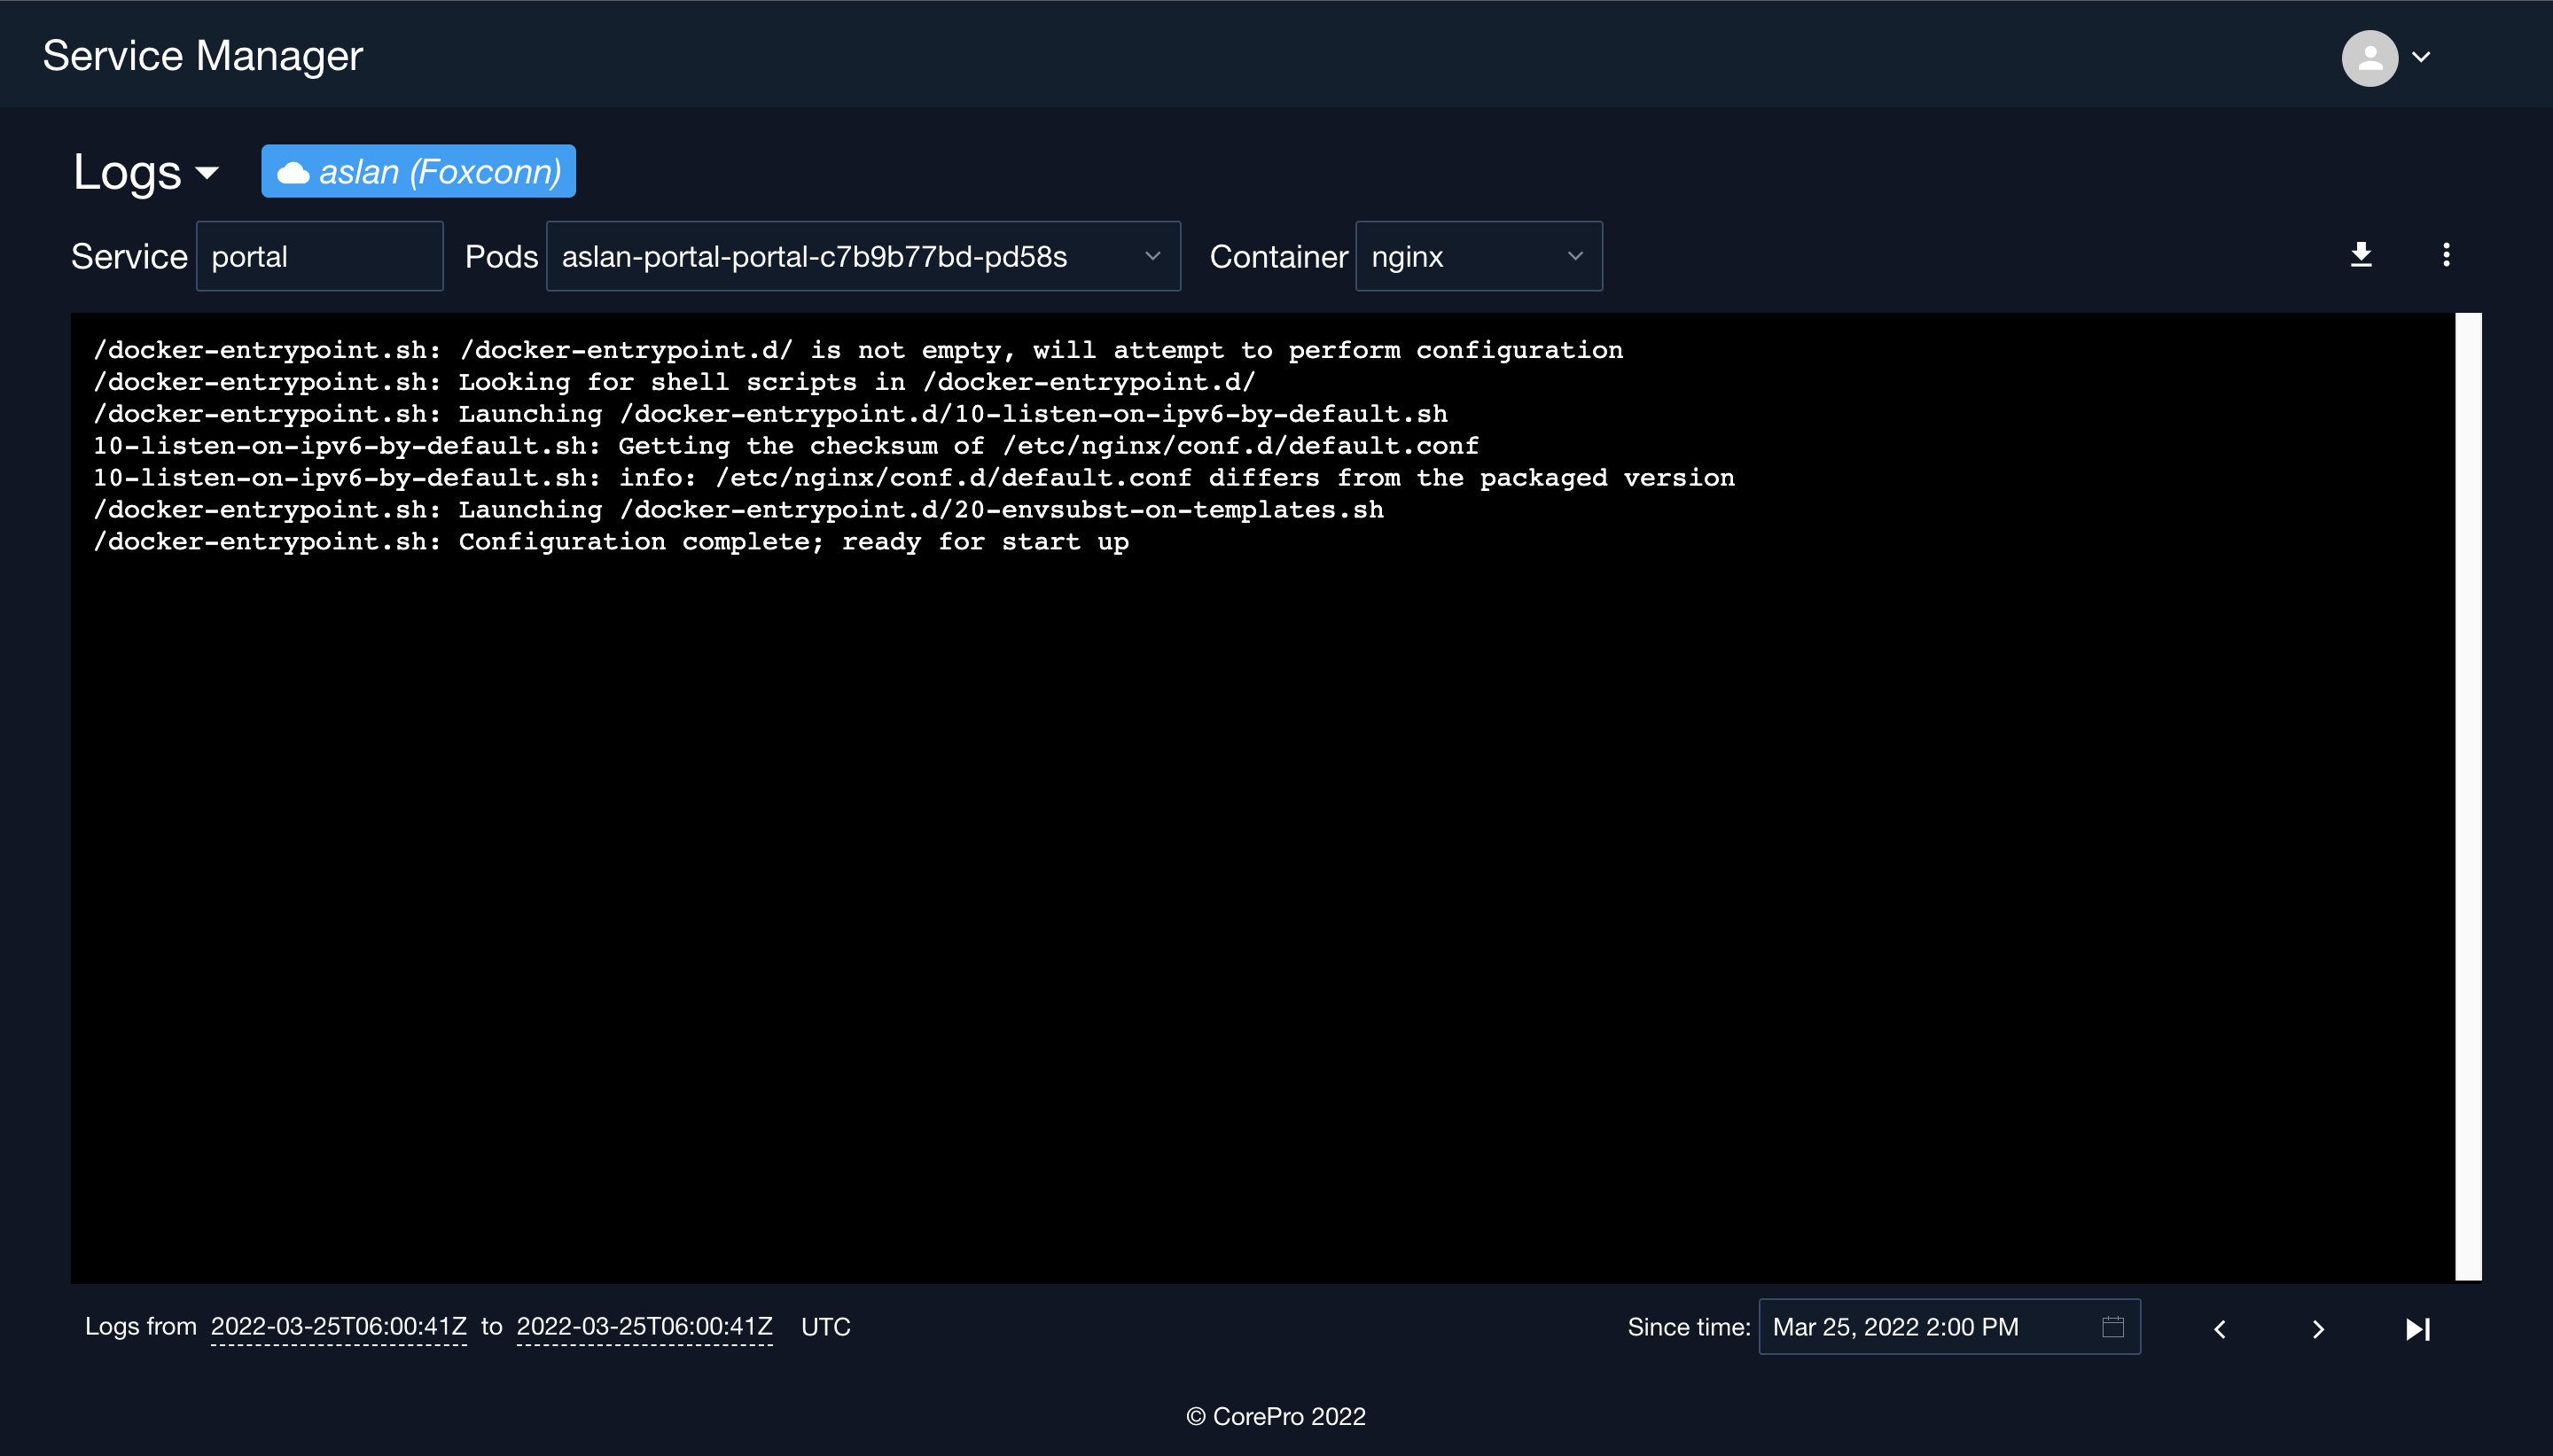 Service Manager
Logs
aslan (Foxconn)
Service portal Pods aslan-portal-portal-c7b9b77bd-pd58s Container nginx
/docker-entrypoint.sh: /docker-entrypoint.d/ is not empty, will attempt to perform configuration
/docker-entrypoint.sh: Looking for shell scripts in /docker-entrypoint.d/
/docker-entrypoint.sh: Launching /docker-entrypoint.d/10-listen-on-ipv6-by-default.sh
10-listen-on-ipv6-by-default.sh: Getting the checksum of /etc/nginx/conf.d/default.conf
10-listen-on-ipv6-by-default.sh: info: /etc/nginx/conf.d/default.conf differs from the packaged version
/docker-entrypoint.sh: Launching /docker-entrypoint.d/20-envsubst-on-templates.sh
/docker-entrypoint.sh: Configuration complete; ready for start up
Logs from 2022-03-25T06:00:41Z to 2022-03-25T06:00:41Z UTC
Since time: Mar 25, 2022 2:00 PM
© CorePro 2022